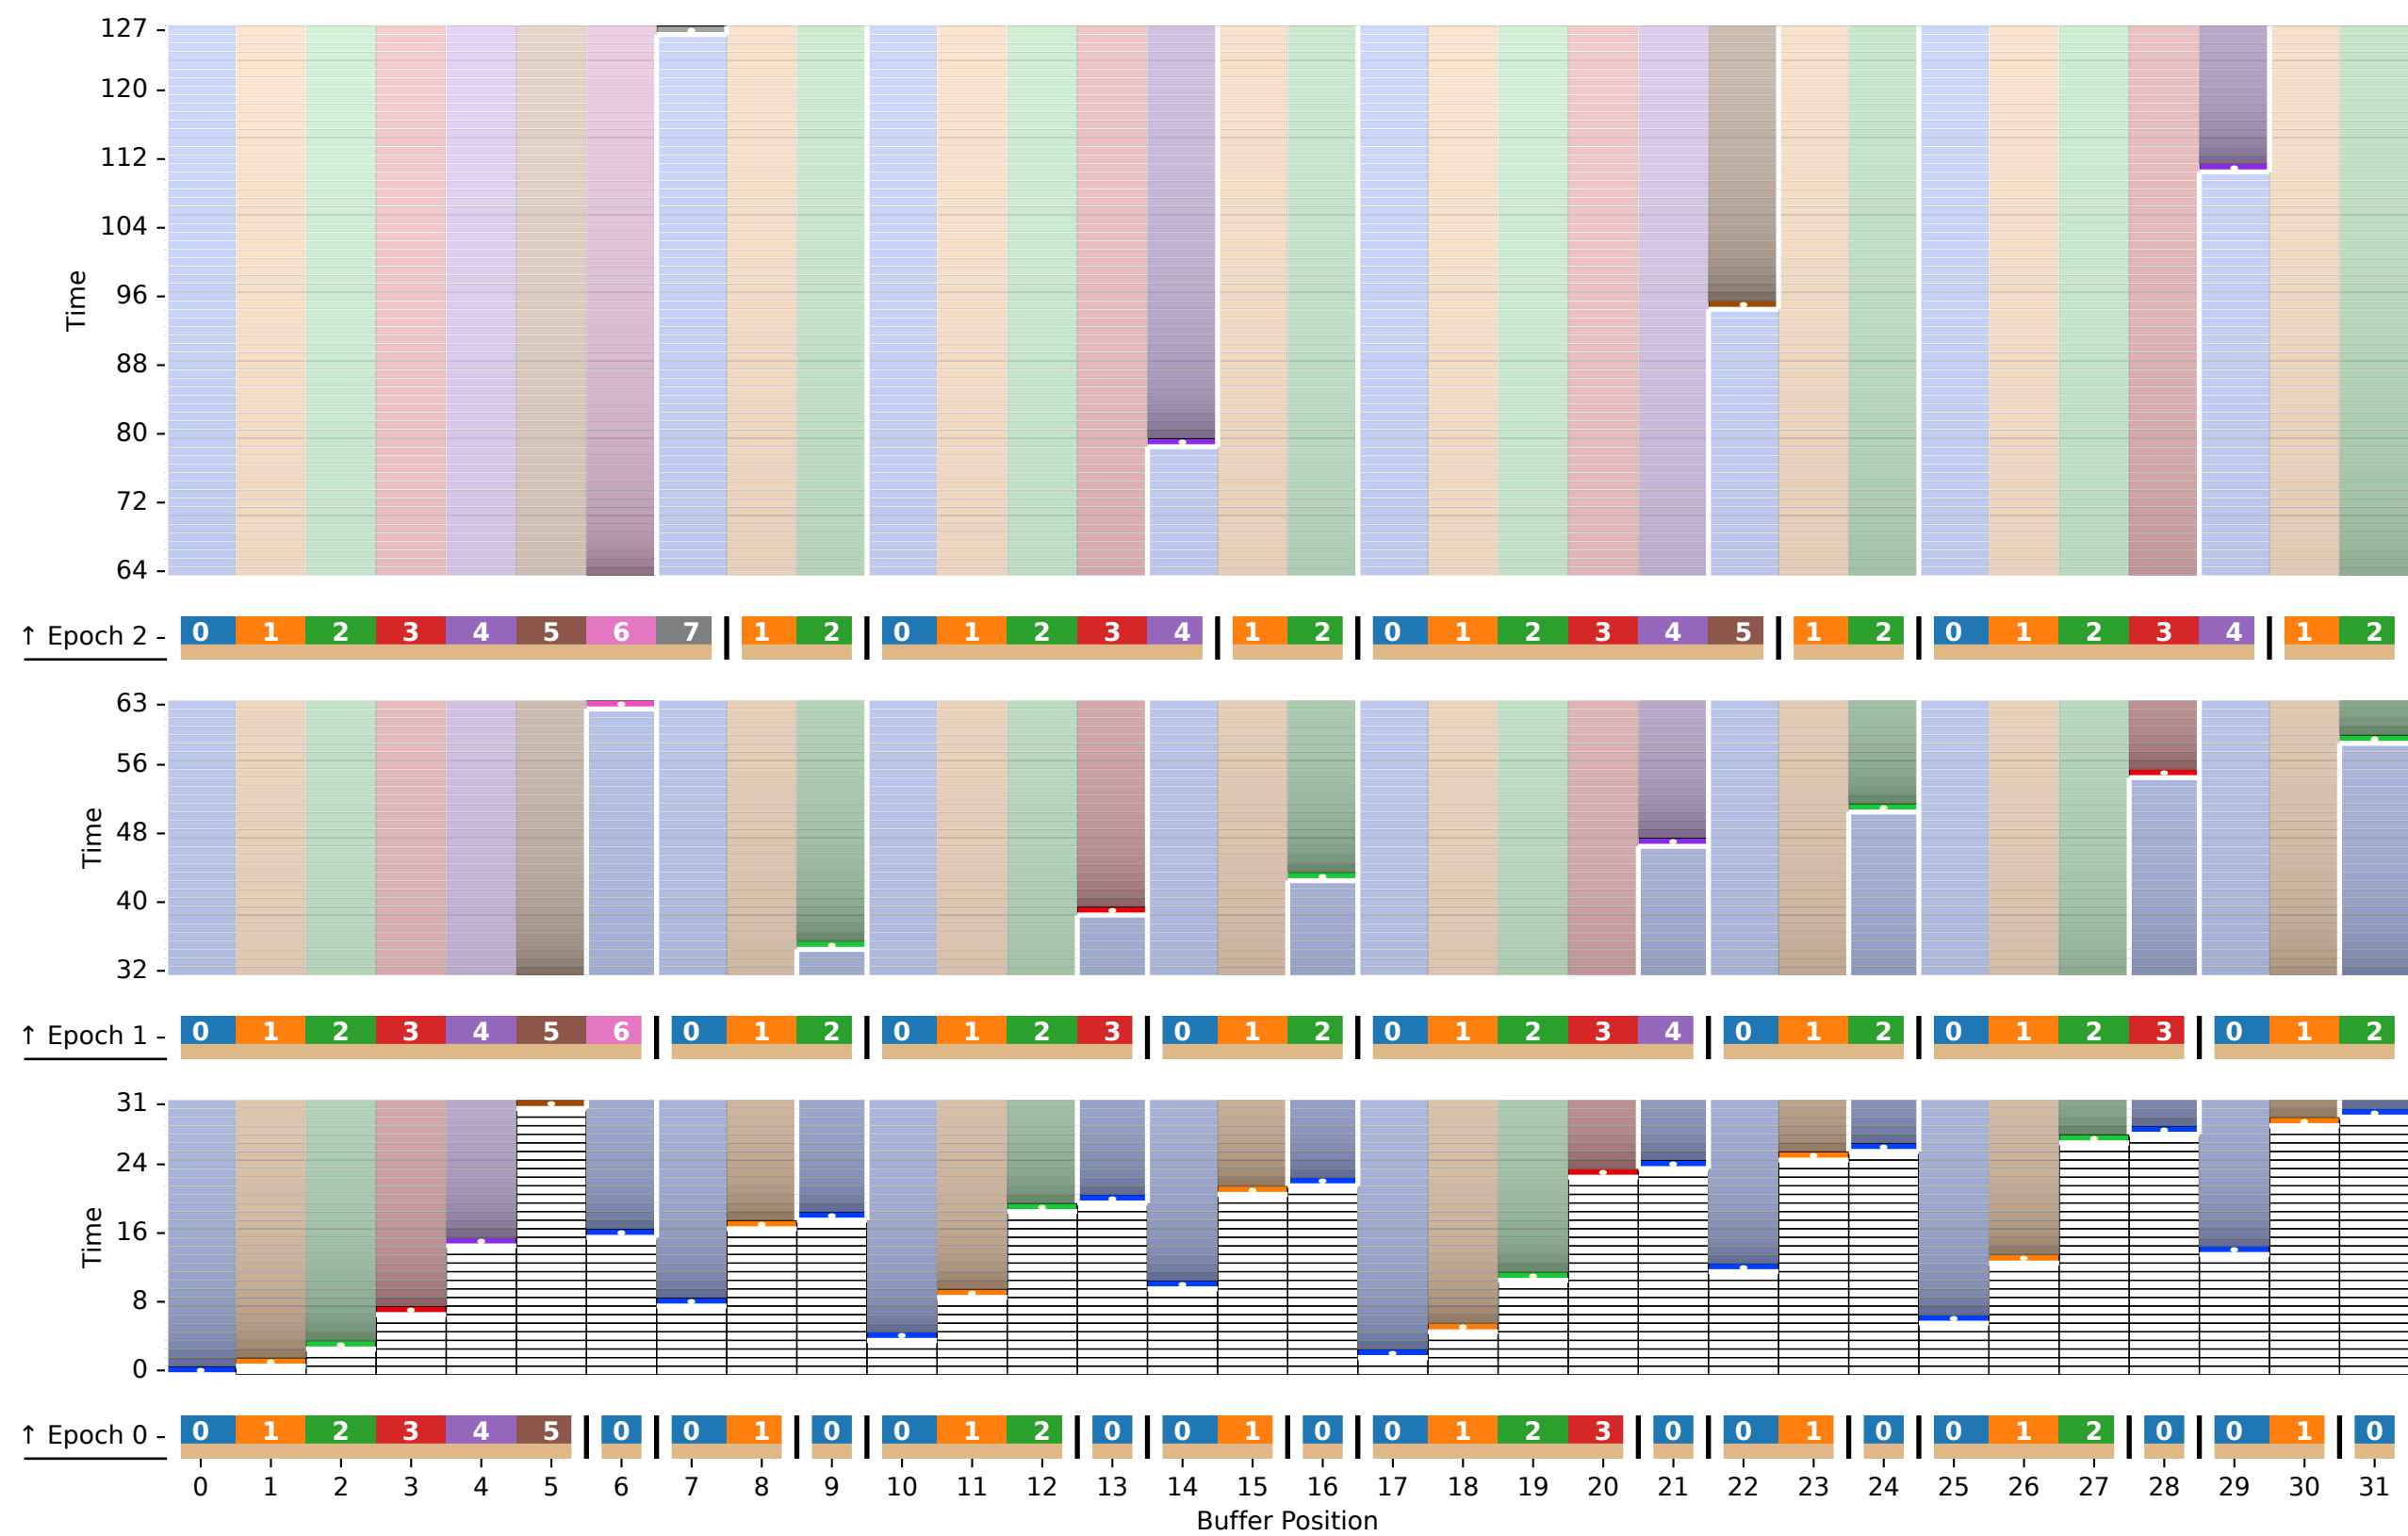 127
120
112
104
96
88
80
72
64
Time
↑ Epoch 2
0 1 2 3 4 5 6 7 1 2 0 1 2 3 4 1 2 0 1 2 3 4 5 1 2 0 1 2 3 4 1 2
63
56
48
40
32
Time
↑ Epoch 1
0 1 2 3 4 5 6 0 1 2 0 1 2 3 0 1 2 0 1 2 3 4 0 1 2 0 1 2 3 0 1 2
31
24
16
8
0
Time
↑ Epoch 0
0 1 2 3 4 5 0 0 1 0 0 1 2 0 0 1 0 0 1 2 3 0 0 1 0 0 1 2 0 0 1 0
0 1 2 3 4 5 6 7 8 9 10 11 12 13 14 15 16 17 18 19 20 21 22 23 24 25 26 27 28 29 30 31
Buffer Position